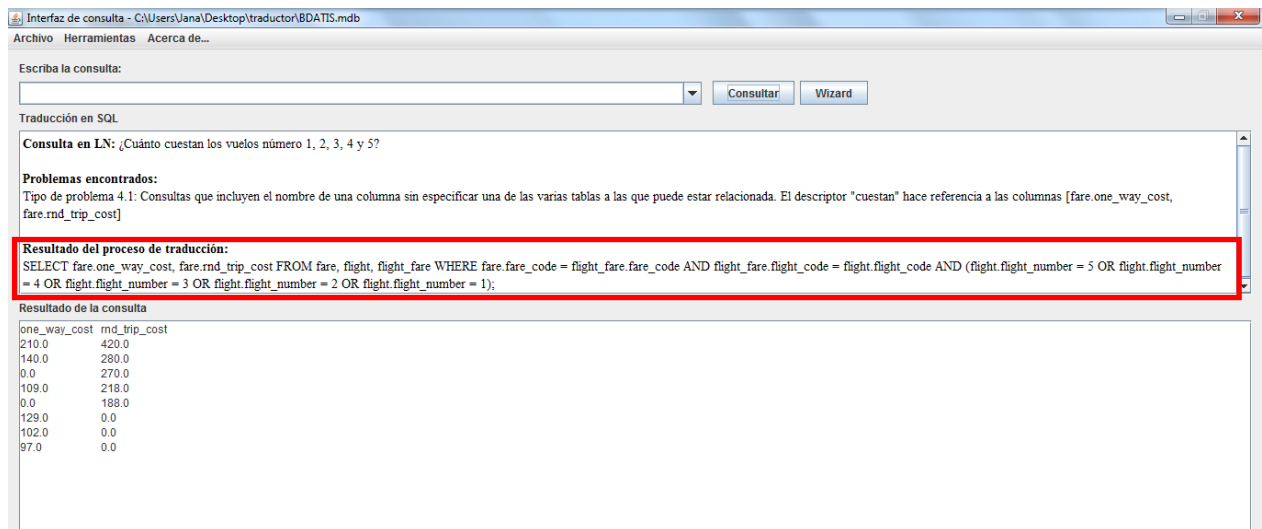 Interfaz de consulta - C:\Users\Jana\Desktop\traductor\BDATIS.mdb
Archivo Herramientas Acerca de...
Escriba la consulta:
Consultar Wizard
Traducción en SQL
Consulta en LN: ¿Cuánto cuestan los vuelos número 1, 2, 3, 4 y 5?
Problemas encontrados:
Tipo de problema 4.1: Consultas que incluyen el nombre de una columna sin especificar una de las varias tablas a las que puede estar relacionada. El descriptor "cuestan" hace referencia a las columnas [fare.one_way_cost,
fare.rnd_trip_cost]
Resultado del proceso de traducción:
SELECT fare.one_way_cost, fare.rnd_trip_cost FROM fare, flight, flight_fare WHERE fare.fare_code = flight_fare.fare_code AND flight_fare.flight_code = flight.flight_code AND (flight.flight_number = 5 OR flight.flight_number
= 4 OR flight.flight_number = 3 OR flight.flight_number = 2 OR flight.flight_number = 1);
Resultado de la consulta
one_way_cost rnd_trip_cost
210.0 420.0
140.0 280.0
0.0 270.0
109.0 218.0
0.0 188.0
129.0 0.0
102.0 0.0
97.0 0.0